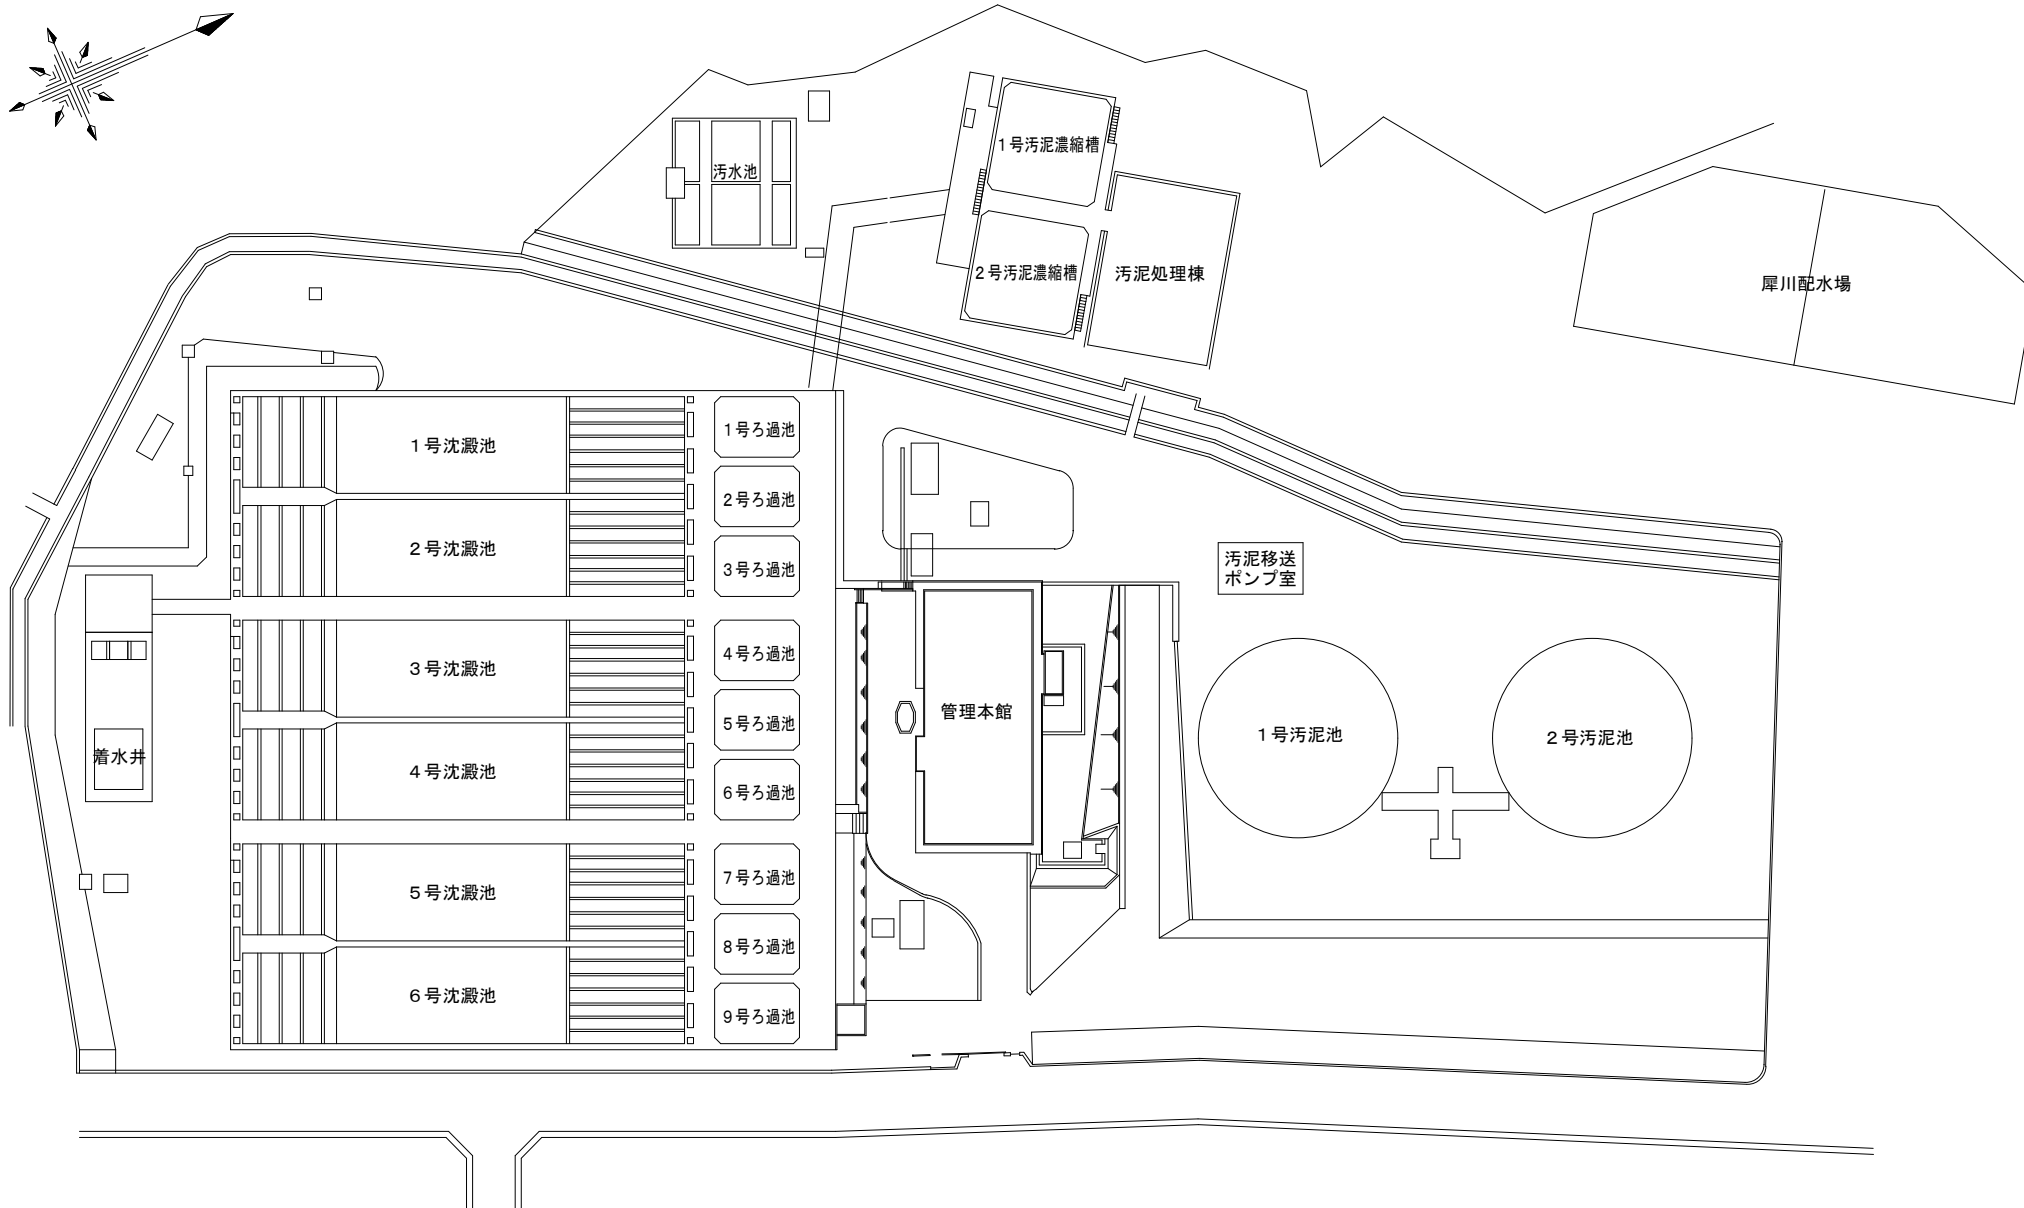 1号汚泥濃縮槽
汚水池
2号汚泥濃縮槽
汚泥処理棟
犀川配水場
1号沈澱池
1号ろ過池
2号ろ過池
2号沈澱池
3号ろ過池
汚泥移送
ポンプ室
3号沈澱池
4号ろ過池
管理本館
5号ろ過池
1号汚泥池
2号汚泥池
着水井
4号沈澱池
6号ろ過池
5号沈澱池
7号ろ過池
8号ろ過池
6号沈澱池
9号ろ過池